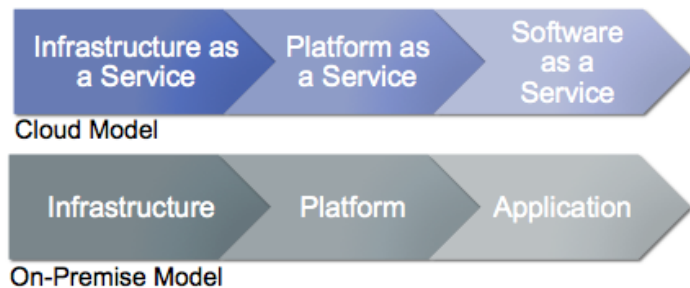 Infrastructure as
a Service
Platform as
a Service
Software
as a
Service
Cloud Model
Infrastructure
Platform
Application
On-Premise Model